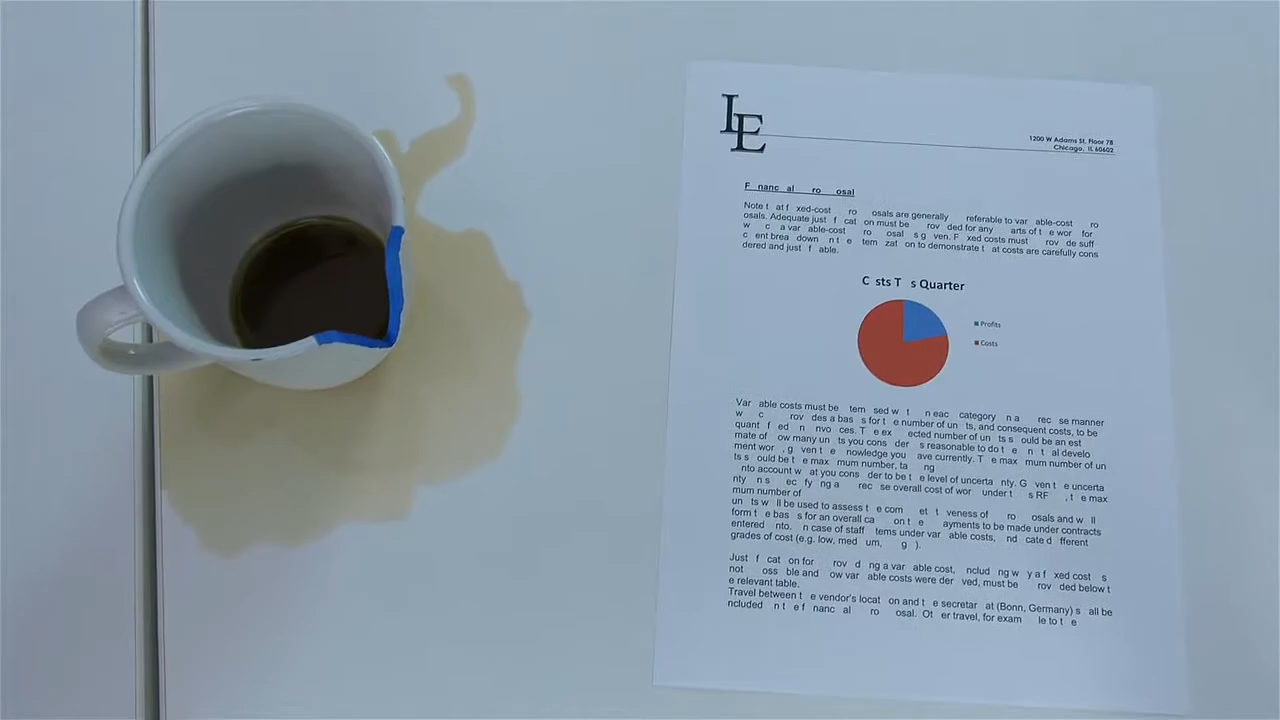 LE
1200 W Adams St, Floor 78
Chicago, IL 60602
F nanc al ro osal
Note t at f xed-cost ro osals are generally referable to var able-cost ro
osals. Adequate just f cat on must be rov ded for any arts of t e wor for
w c a var able-cost ro osal s g ven. F xed costs must rov de suff
c ent brea down n t e tem zat on to demonstrate t at costs are carefully cons
dered and just f able.
C sts T s Quarter
Profits
Costs
Var able costs must be tem sed w t n eac category n a rec se manner
w c rov des a bas s for t e number of un ts, and consequent costs, to be
quant f ed n nvo ces. T e ex ected number of un ts s ould be an est
mate of ow many un ts you cons der s reasonable to do t e n t al develo
ment wor , g ven t e nowledge you ave currently. T e max mum number of un
ts s ould be t e max mum number, ta ng
nto account w at you cons der to be t e level of uncerta nty. G ven t e uncerta
nty n s ec fy ng a rec se overall cost of wor under t s RF , t e max
mum number of
un ts w ll be used to assess t e com et t veness of ro osals and w ll
form t e bas s for an overall ca on t e ayments to be made under contracts
entered nto. n case of staff tems under var able costs, nd cate d fferent
grades of cost (e.g. low, med um, g ).
Just f cat on for rov d ng a var able cost, nclud ng w y a f xed cost s
not oss ble and ow var able costs were der ved, must be rov ded below t
e relevant table.
Travel between t e vendor's locat on and t e secretar at (Bonn, Germany) s all be
ncluded n t e f nanc al ro osal. Ot er travel, for exam le to t e